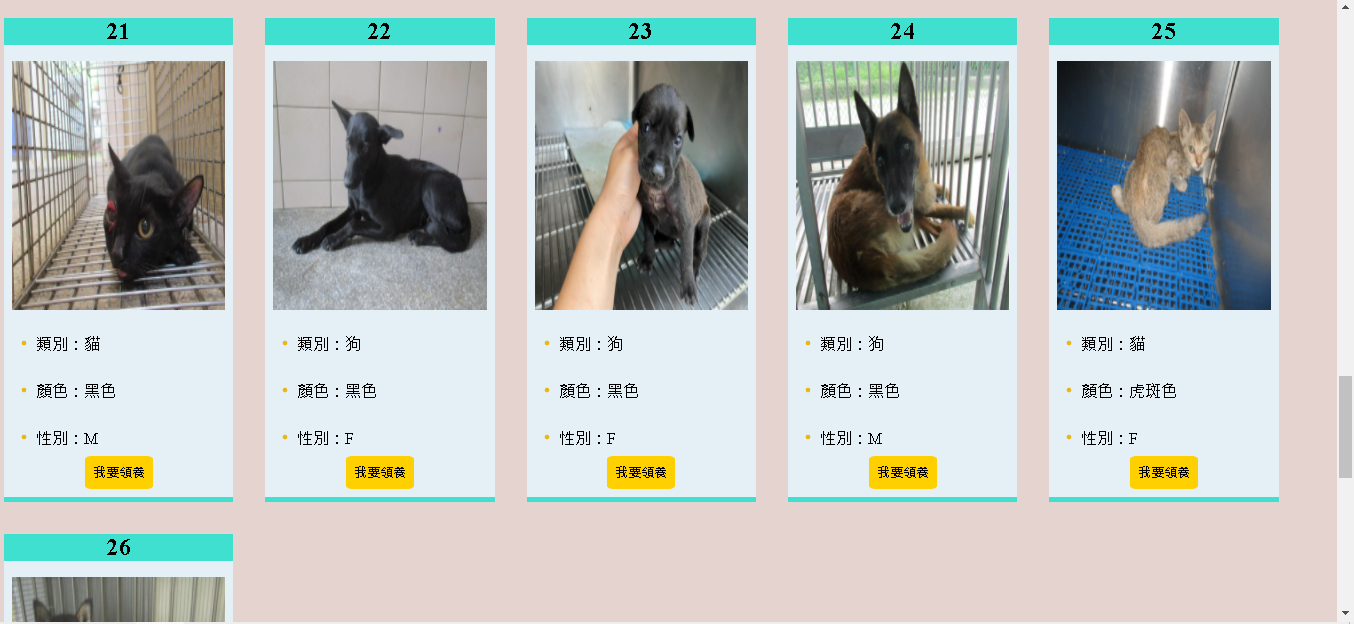 21
類別：貓
顏色：黑色
性別：M
我要領養
22
類別：狗
顏色：黑色
性別：F
我要領養
23
類別：狗
顏色：黑色
性別：F
我要領養
24
類別：狗
顏色：黑色
性別：M
我要領養
25
類別：貓
顏色：虎斑色
性別：F
我要領養
26